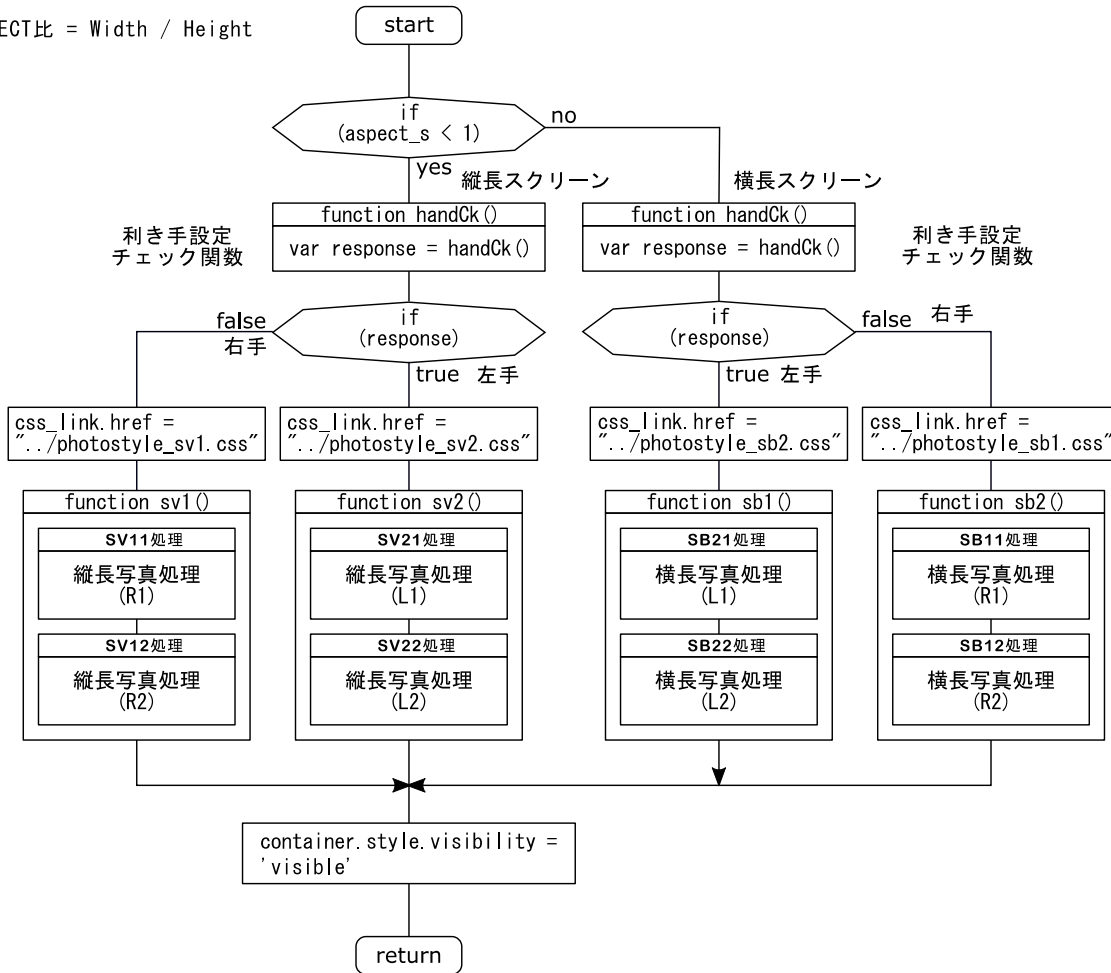 ECT比 = Width / Height
start
if
(aspect_s < 1)
no
yes
縦長スクリーン
横長スクリーン
利き手設定
チェック関数
function handCk()
var response = handCk()
function handCk()
var response = handCk()
利き手設定
チェック関数
false
右手
if
(response)
true 左手
if
(response)
true 左手
false 右手
css_link.href =
"../photostyle_sv1.css"
css_link.href =
"../photostyle_sv2.css"
css_link.href =
"../photostyle_sb2.css"
css_link.href =
"../photostyle_sb1.css"
function sv1()
SV11処理
縦長写真処理
(R1)
SV12処理
縦長写真処理
(R2)
function sv2()
SV21処理
縦長写真処理
(L1)
SV22処理
縦長写真処理
(L2)
function sb1()
SB21処理
横長写真処理
(L1)
SB22処理
横長写真処理
(L2)
function sb2()
SB11処理
横長写真処理
(R1)
SB12処理
横長写真処理
(R2)
container.style.visibility =
'visible'
return